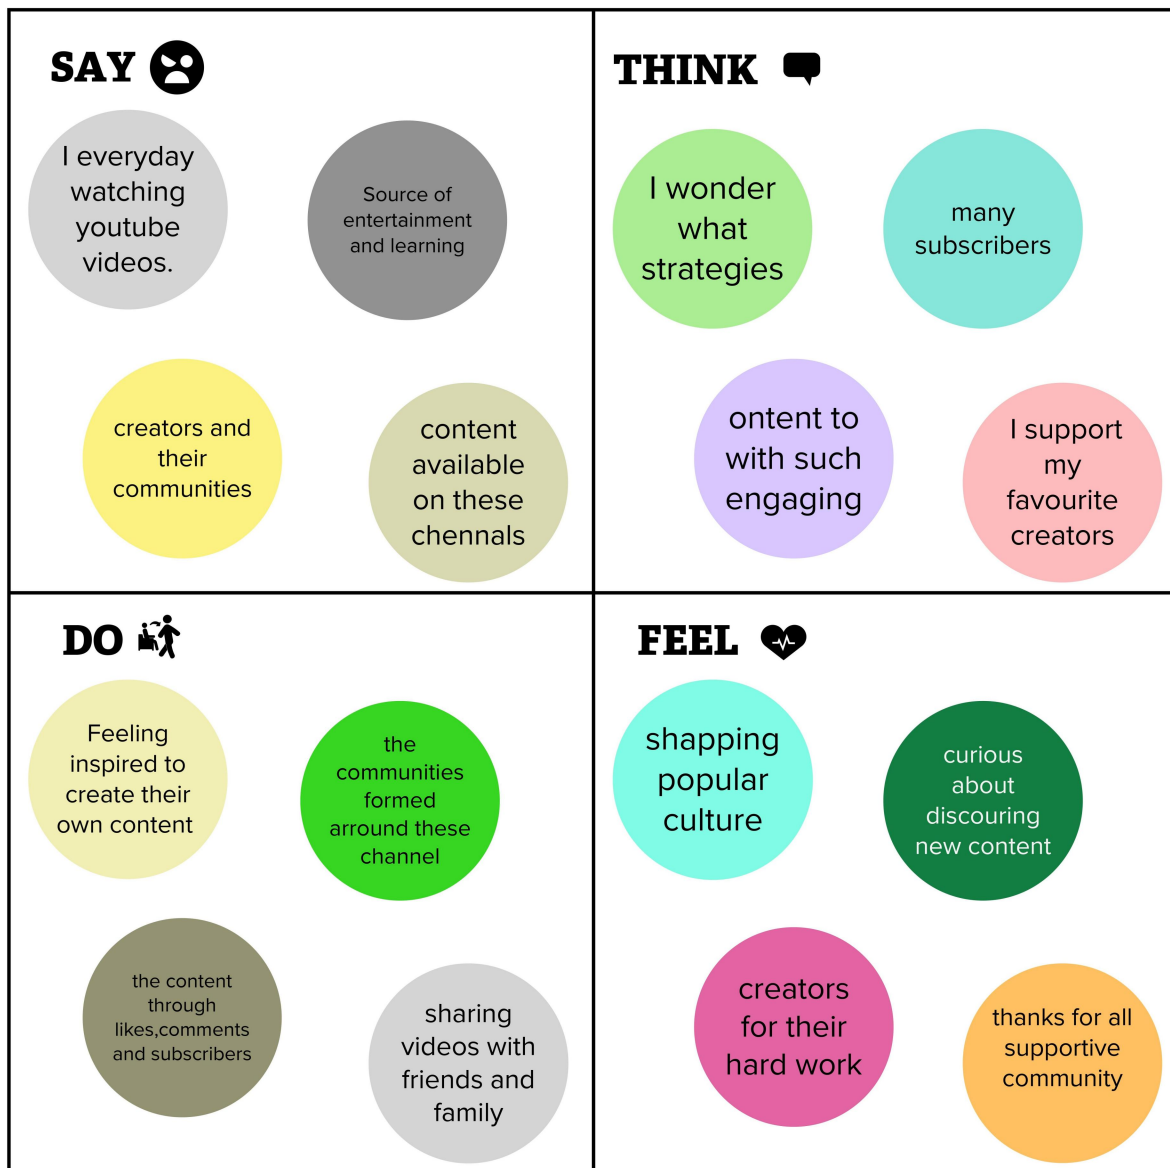 SAY
I everyday
watching
youtube
videos.
Source of
entertainment
and learning
creators and
their
communities
content
available
on these
chennals
THINK
I wonder
what
strategies
many
subscribers
ontent to
with such
engaging
I support
my
favourite
creators
DO
Feeling
inspired to
create their
own content
the
communities
formed
arround these
channel
the content
through
likes,comments
and subscribers
sharing
videos with
friends and
family
FEEL
shapping
popular
culture
curious
about
discouring
new content
creators
for their
hard work
thanks for all
supportive
community